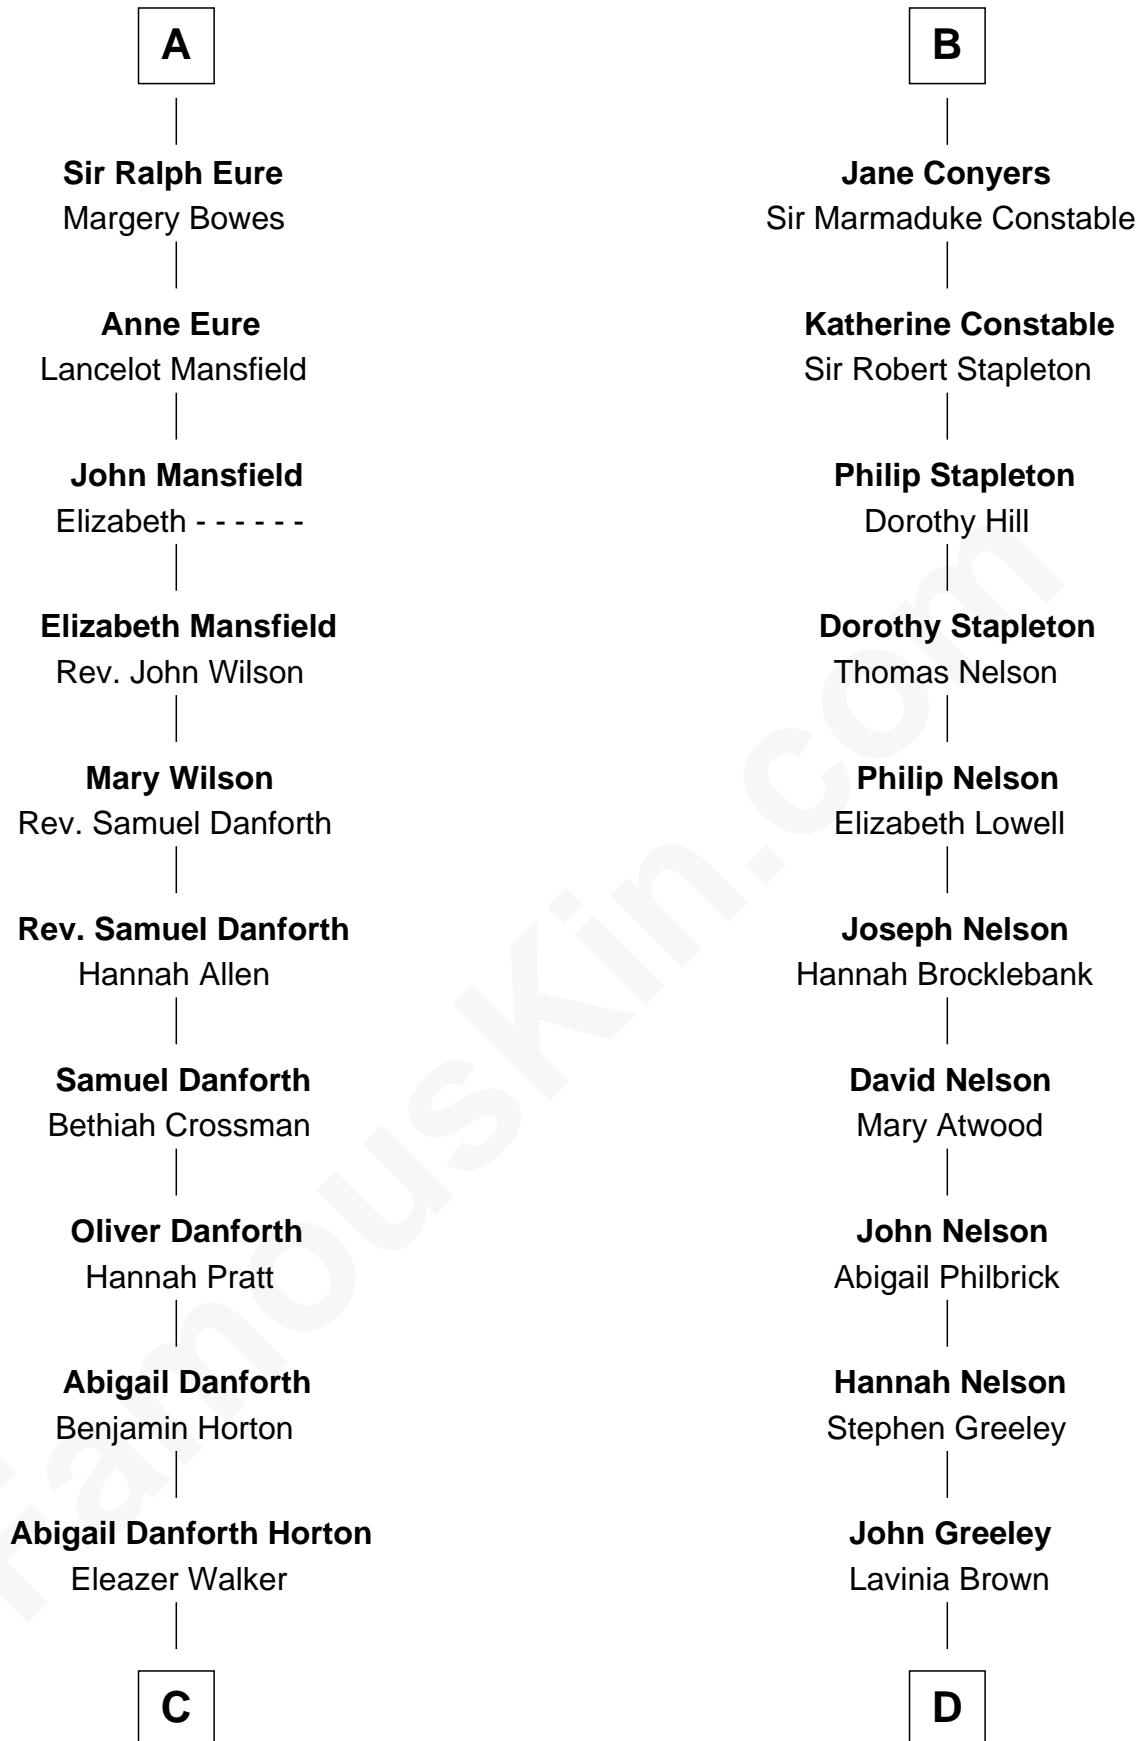 A
Sir Ralph Eure
Margery Bowes
Anne Eure
Lancelot Mansfield
John Mansfield
Elizabeth - - - - - -
Elizabeth Mansfield
Rev. John Wilson
Mary Wilson
Rev. Samuel Danforth
Rev. Samuel Danforth
Hannah Allen
Samuel Danforth
Bethiah Crossman
Oliver Danforth
Hannah Pratt
Abigail Danforth
Benjamin Horton
Abigail Danforth Horton
Eleazer Walker
C
B
Jane Conyers
Sir Marmaduke Constable
Katherine Constable
Sir Robert Stapleton
Philip Stapleton
Dorothy Hill
Dorothy Stapleton
Thomas Nelson
Philip Nelson
Elizabeth Lowell
Joseph Nelson
Hannah Brocklebank
David Nelson
Mary Atwood
John Nelson
Abigail Philbrick
Hannah Nelson
Stephen Greeley
John Greeley
Lavinia Brown
D
FamousKin.com